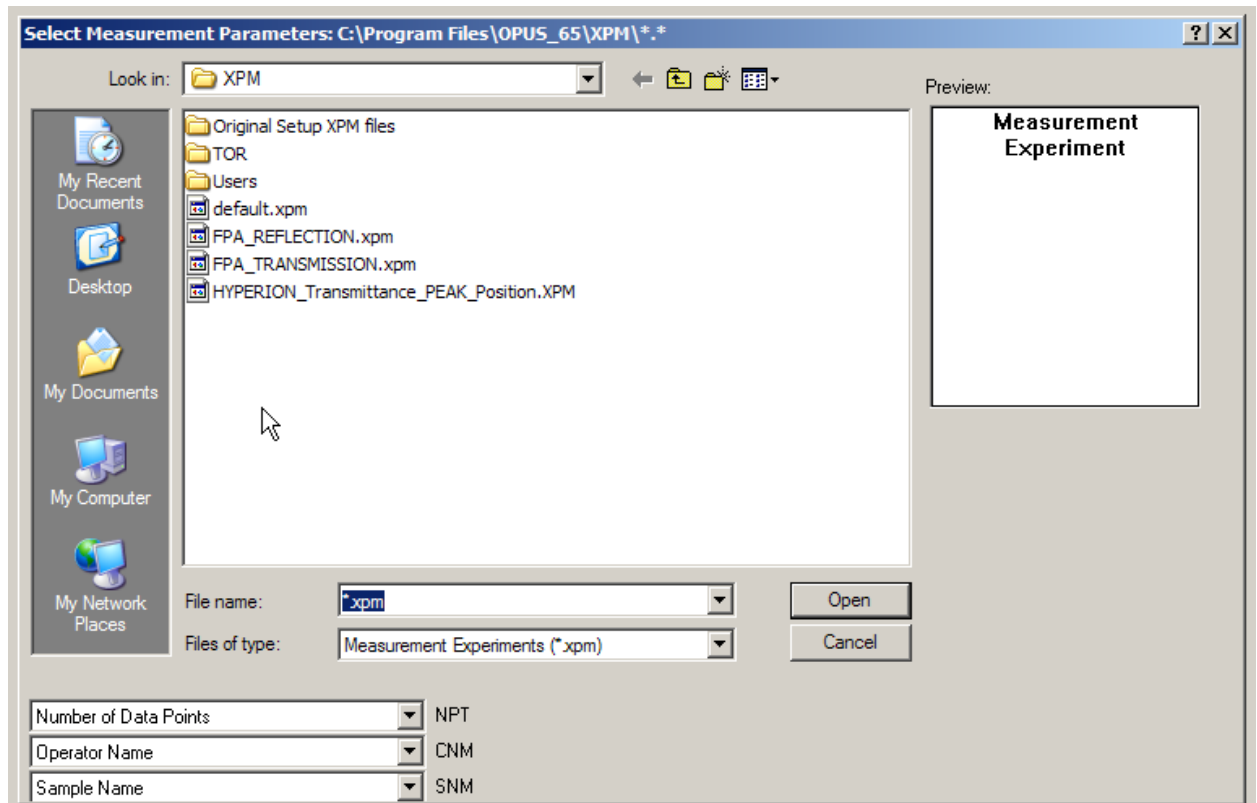 Select Measurement Parameters: C:\Program Files\OPUS_65\XPM\*.*
Look in:
XPM
Preview:
Measurement
Experiment
My Recent
Documents
Desktop
My Documents
My Computer
My Network
Places
Original Setup XPM files
TOR
Users
default.xpm
FPA_REFLECTION.xpm
FPA_TRANSMISSION.xpm
HYPERION_Transmittance_PEAK_Position.XPM
File name:
*.xpm
Open
Files of type:
Measurement Experiments (*.xpm)
Cancel
Number of Data Points
NPT
Operator Name
CNM
Sample Name
SNM